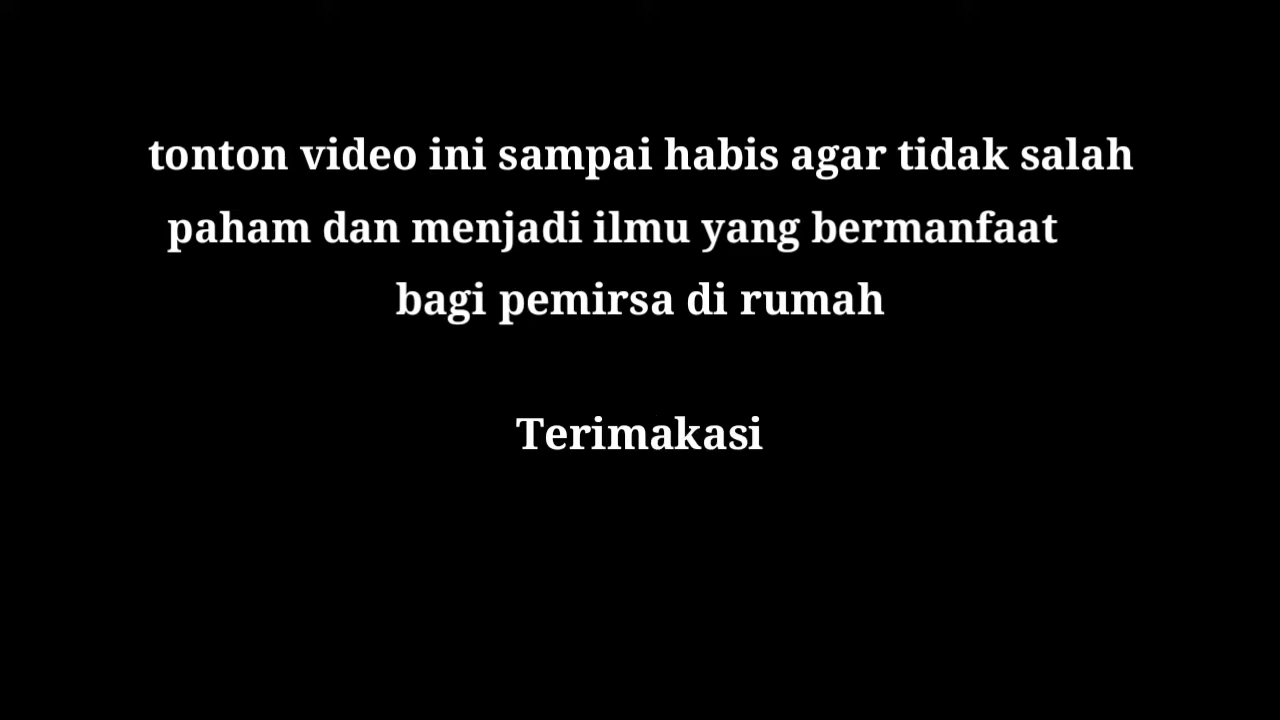 tonton video ini sampai habis agar tidak salah
paham dan menjadi ilmu yang bermanfaat
bagi pemirsa di rumah
Terimakasi